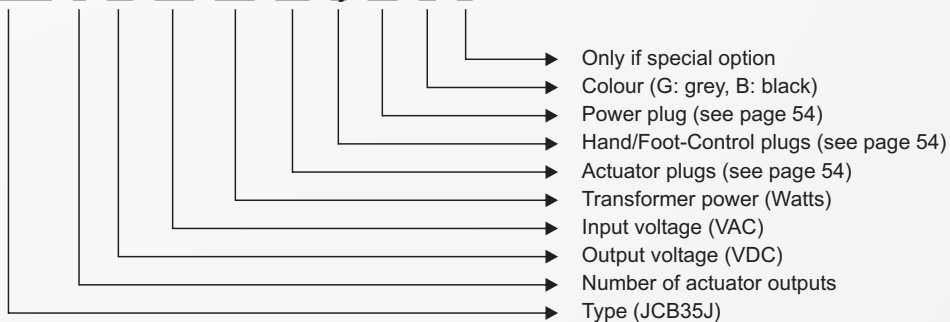 Only if special option
Colour (G: grey, B: black)
Power plug (see page 54)
Hand/Foot-Control plugs (see page 54)
Actuator plugs (see page 54)
Transformer power (Watts)
Input voltage (VAC)
Output voltage (VDC)
Number of actuator outputs
Type (JCB35J)